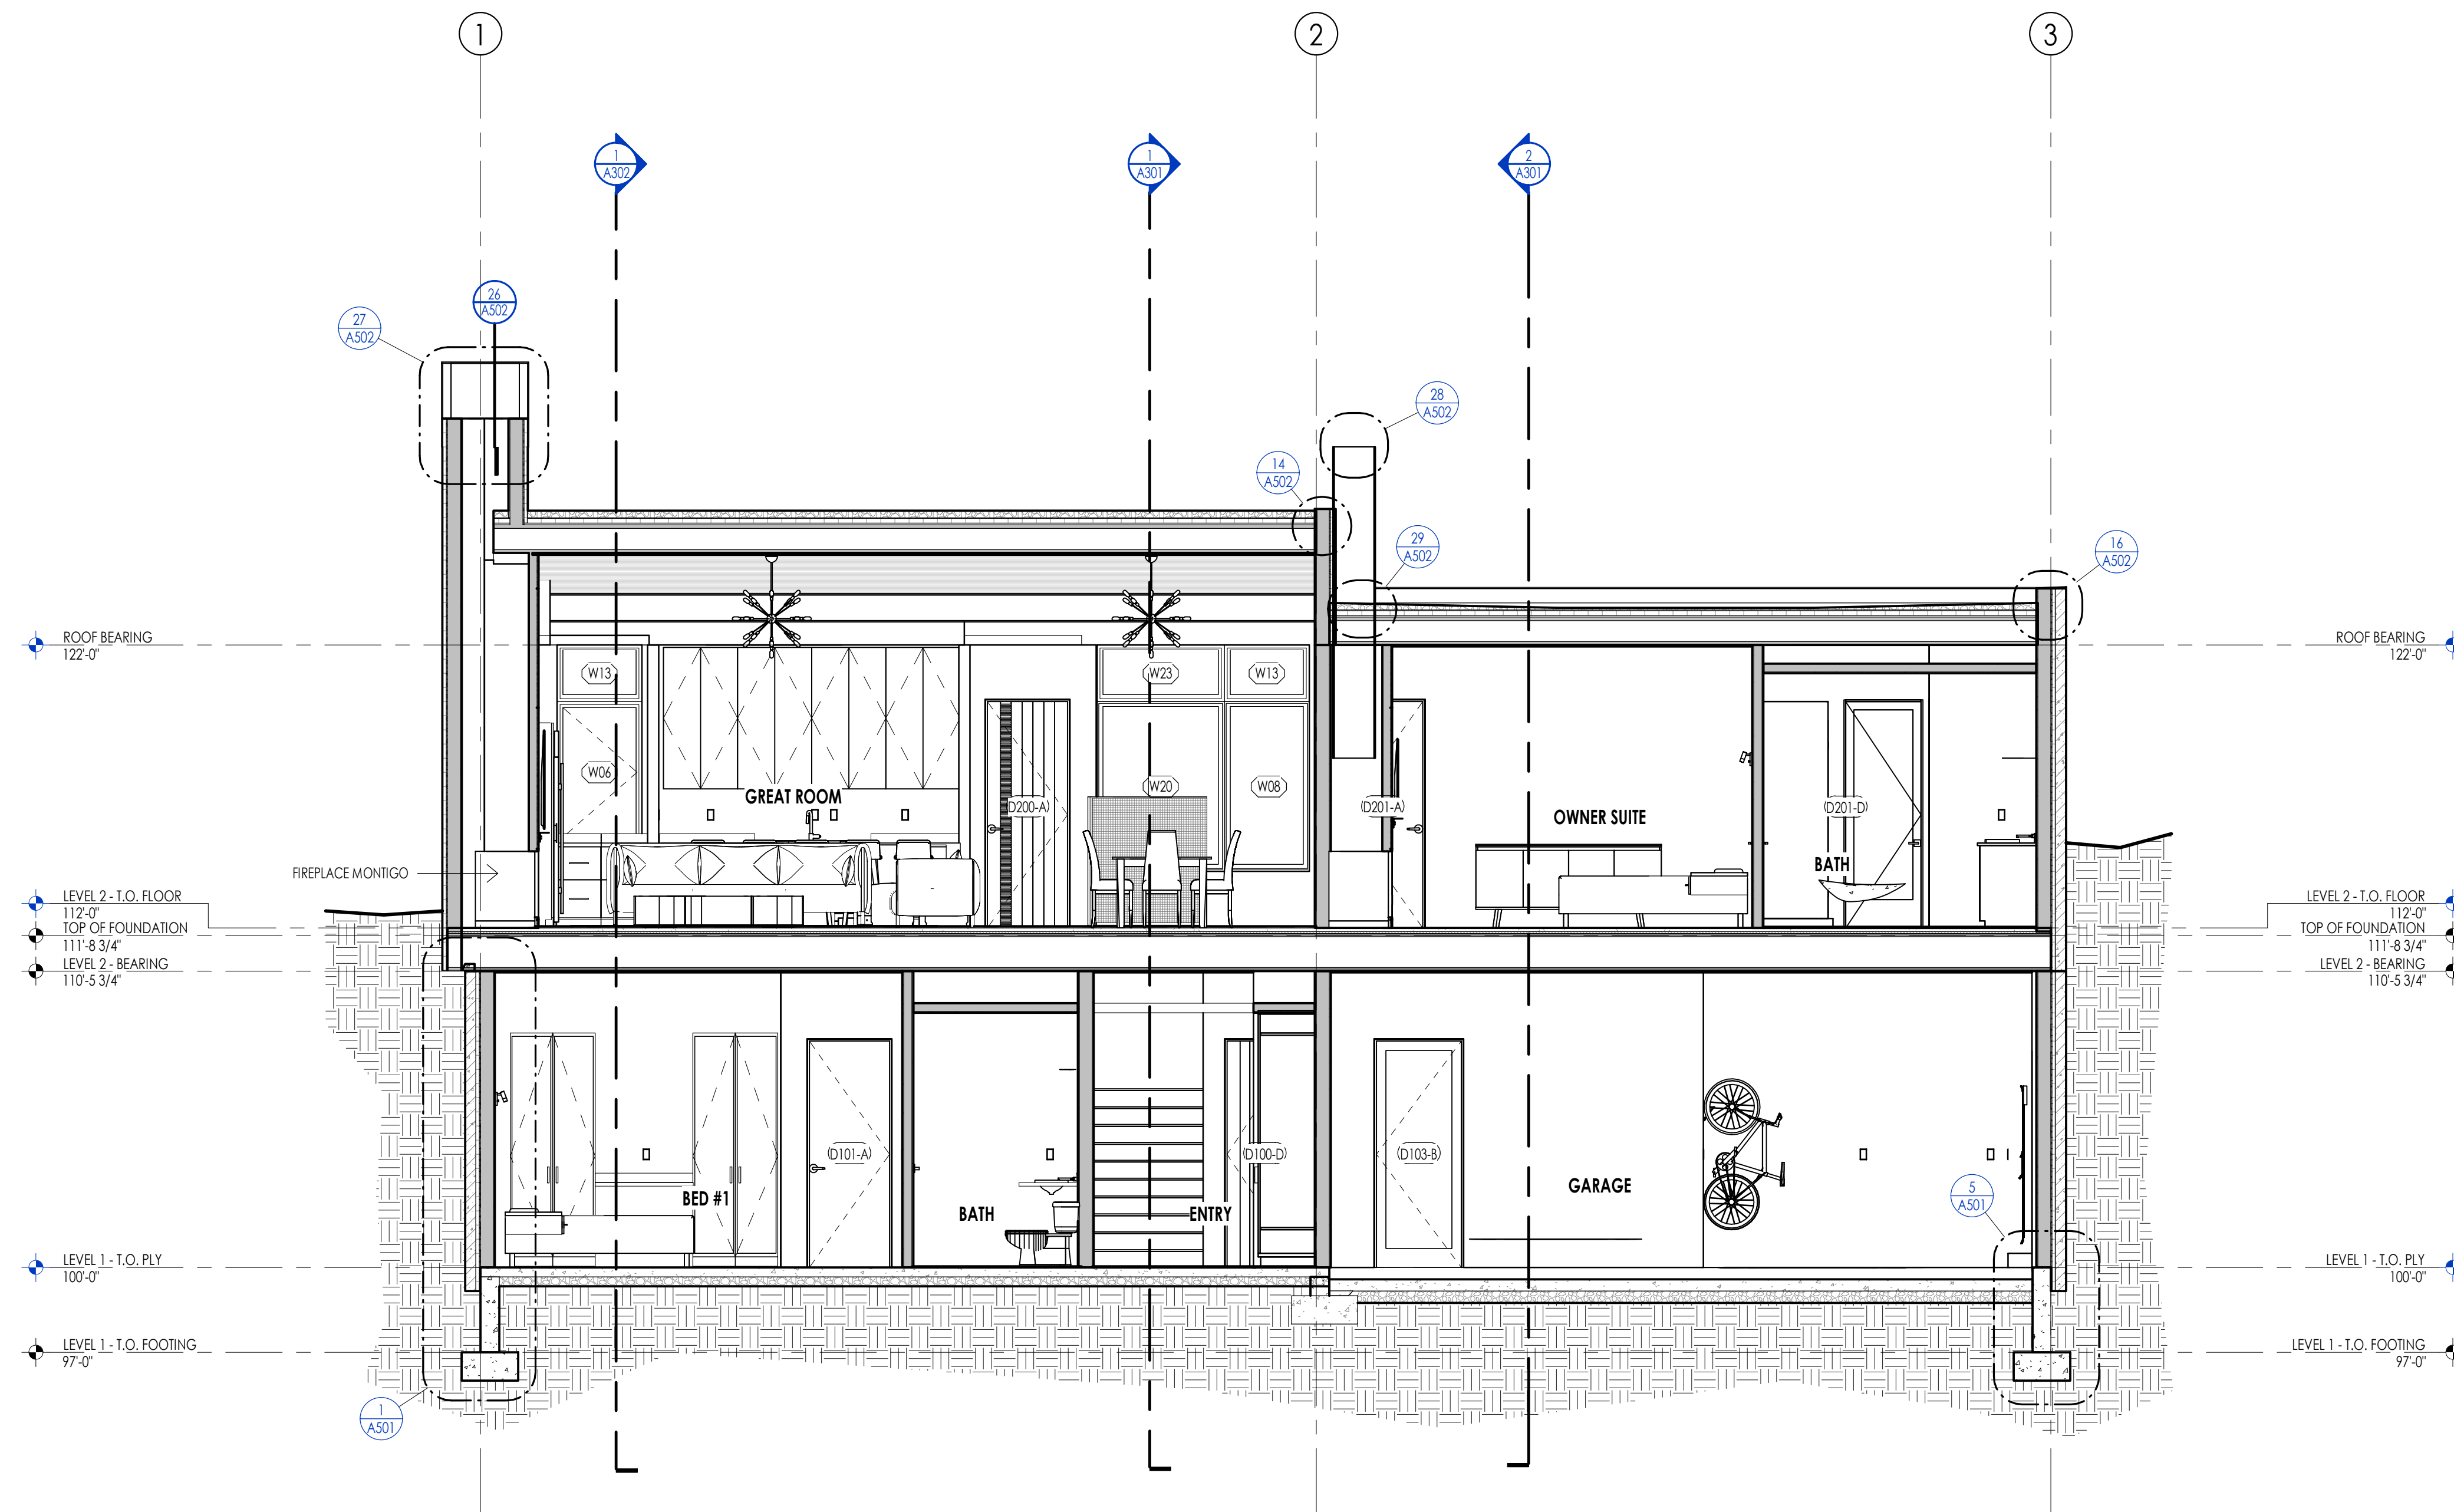 1
2
3
1
A302
1
A301
2
A301
26
A502
27
A502
28
A502
14
A502
29
A502
16
A502
ROOF BEARING
122'-0"
ROOF BEARING
122'-0"
W13
W23
W13
W06
GREAT ROOM
W20
W08
D200-A
D201-A
OWNER SUITE
D201-D
BATH
FIREPLACE MONTIGO
LEVEL 2 - T.O. FLOOR
112'-0"
TOP OF FOUNDATION
111'-8 3/4"
LEVEL 2 - BEARING
110'-5 3/4"
LEVEL 2 - T.O. FLOOR
112'-0"
TOP OF FOUNDATION
111'-8 3/4"
LEVEL 2 - BEARING
110'-5 3/4"
D101-A
D100-D
D103-B
BED #1
BATH
ENTRY
GARAGE
5
A501
LEVEL 1 - T.O. PLY
100'-0"
LEVEL 1 - T.O. PLY
100'-0"
LEVEL 1 - T.O. FOOTING
97'-0"
LEVEL 1 - T.O. FOOTING
97'-0"
1
A501